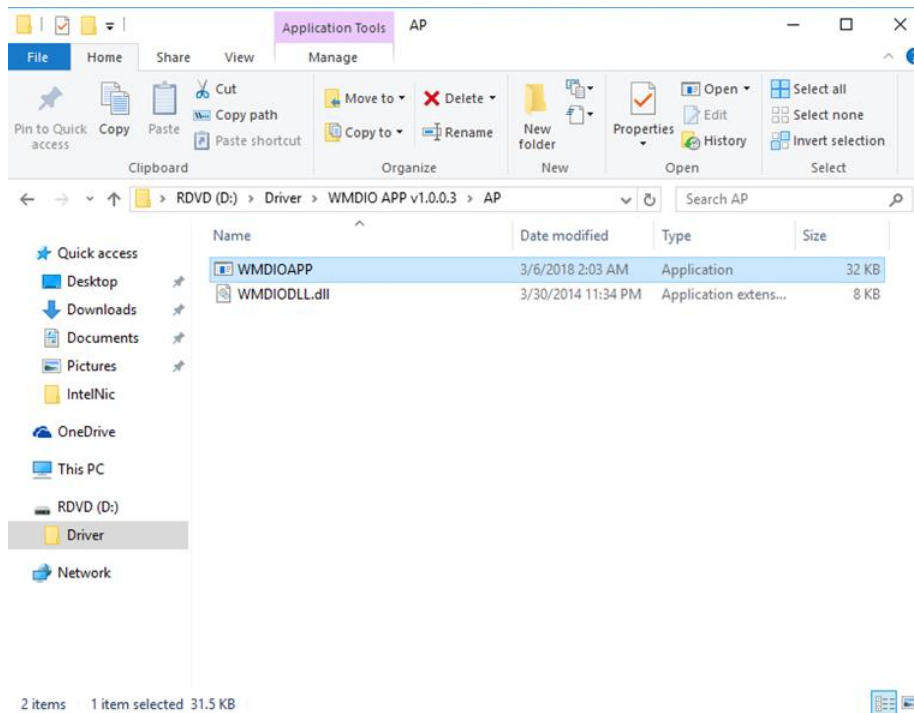 Application Tools AP
File Home Share View Manage
Pin to Quick access
Copy
Paste
Cut
Copy path
Paste shortcut
Clipboard
Move to
Copy to
Delete
Rename
Organize
New folder
New
Properties
Open
Edit
History
Open
Select all
Select none
Invert selection
Select
RDVD (D:) > Driver > WMDIO APP v1.0.0.3 > AP
Search AP
Name Date modified Type Size
WMDIOAPP 3/6/2018 2:03 AM Application 32 KB
WMDIODLL.dll 3/30/2014 11:34 PM Application extens... 8 KB
Quick access
Desktop
Downloads
Documents
Pictures
IntelNic
OneDrive
This PC
RDVD (D:)
Driver
Network
2 items 1 item selected 31.5 KB